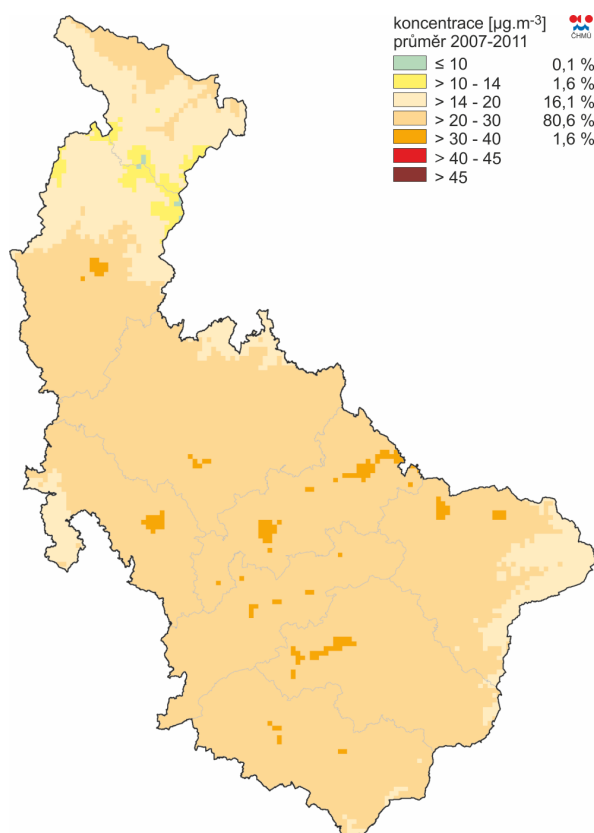 koncentrace [µg.m-3]
ČHMÚ
průměr 2007-2011
≤ 10 0,1 %
> 10 - 14 1,6 %
> 14 - 20 16,1 %
> 20 - 30 80,6 %
> 30 - 40 1,6 %
> 40 - 45
> 45